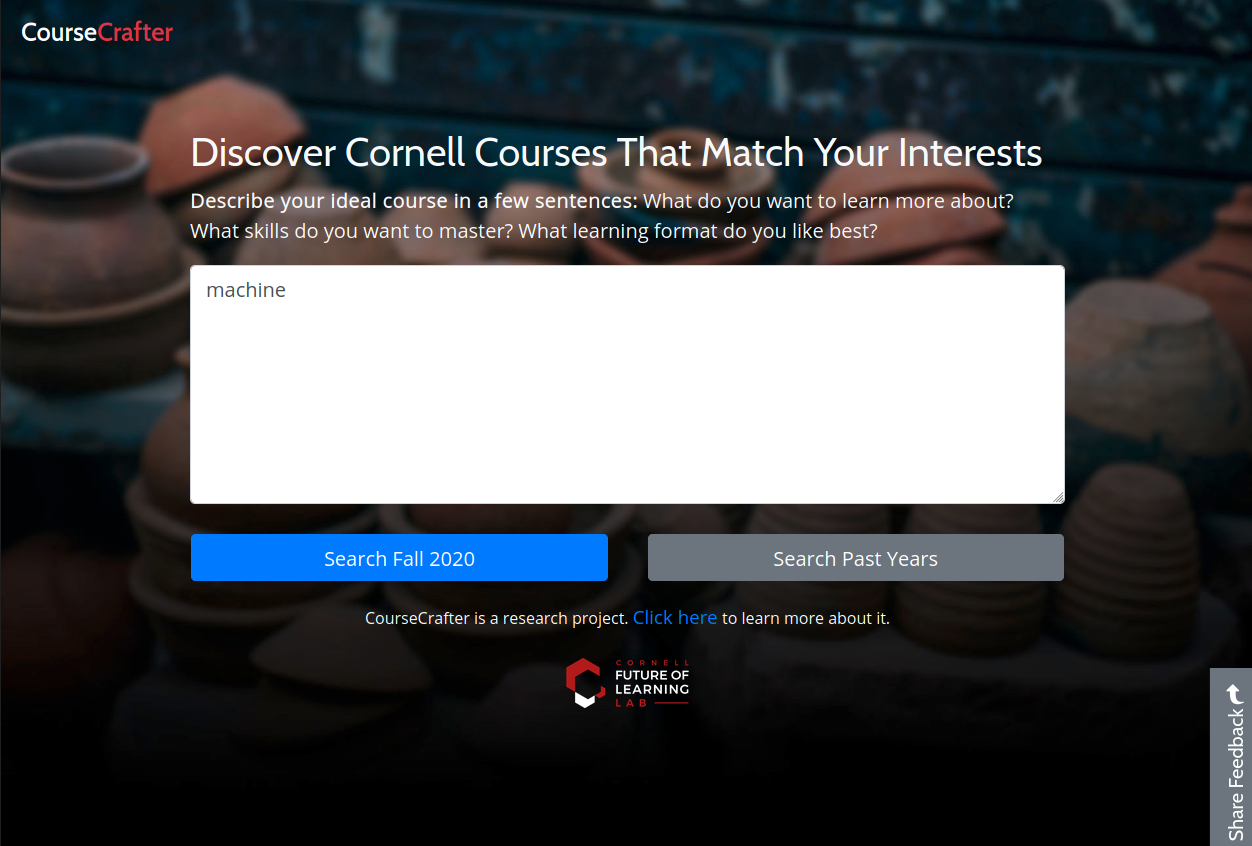 CourseCrafter
Discover Cornell Courses That Match Your Interests
Describe your ideal course in a few sentences: What do you want to learn more about?
What skills do you want to master? What learning format do you like best?
machine
Search Fall 2020
Search Past Years
CourseCrafter is a research project. Click here to learn more about it.
CORNELL
FUTURE OF
LEARNING
LAB
Share Feedback